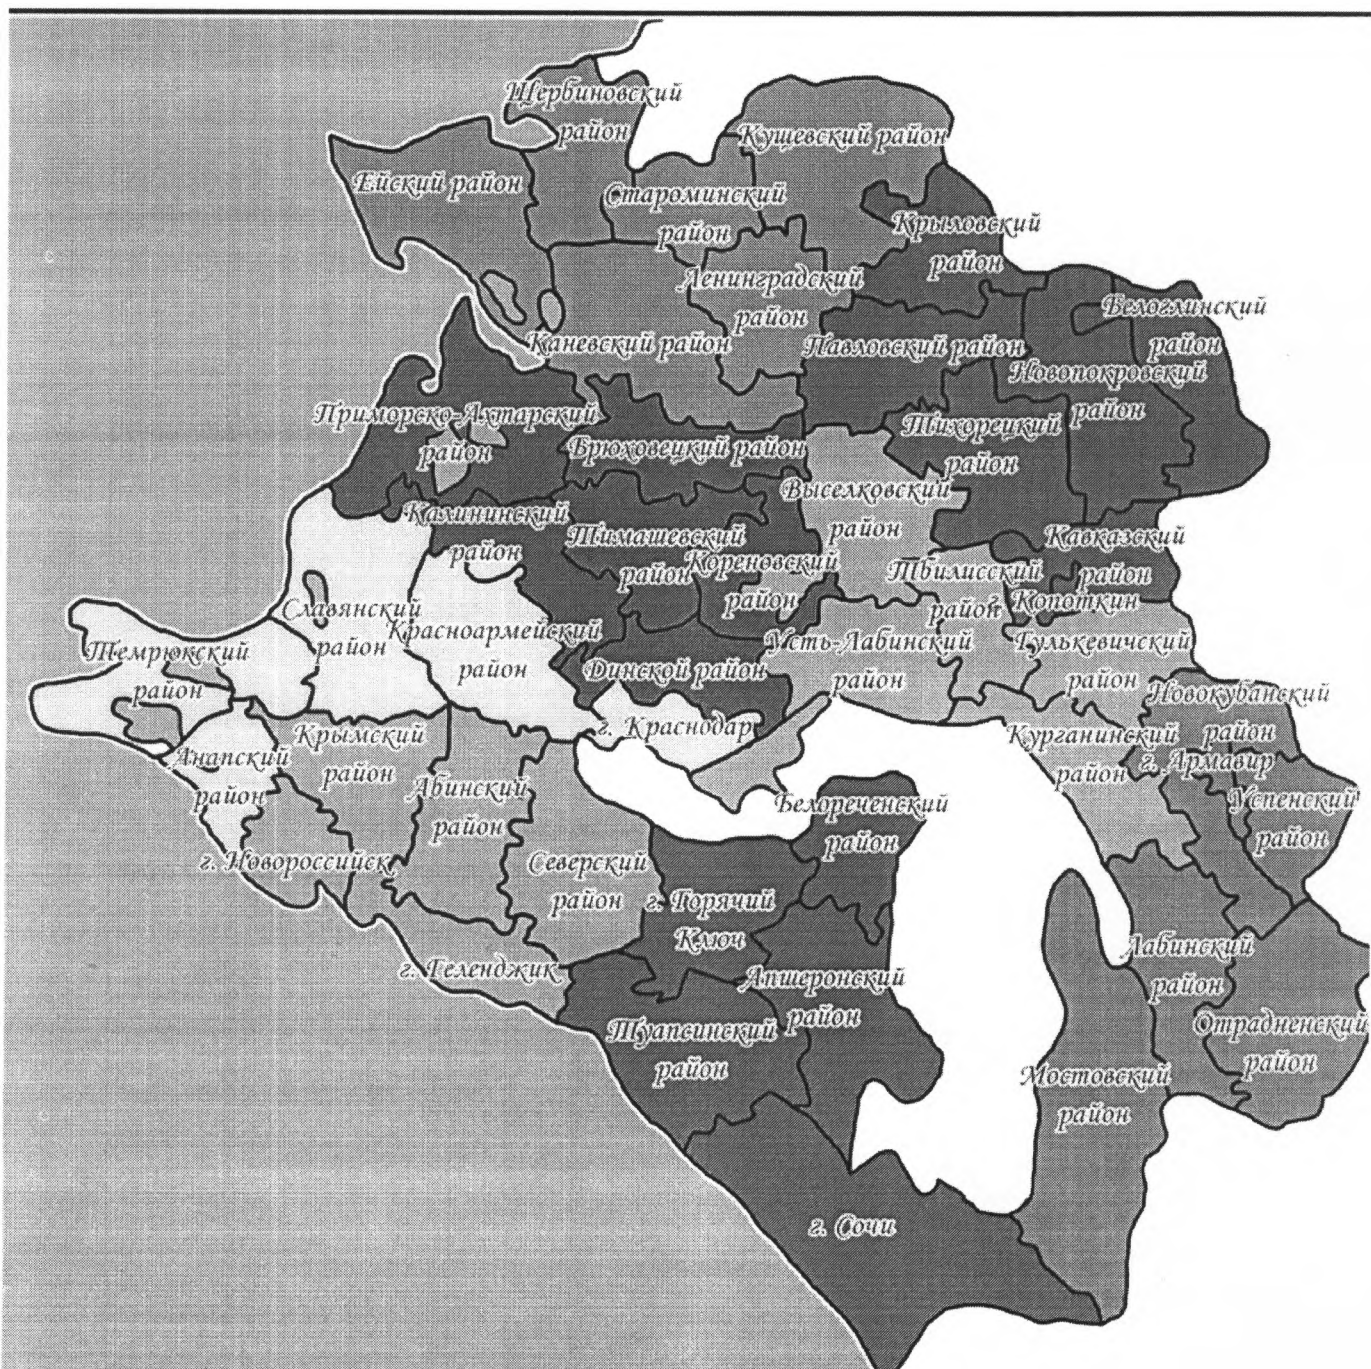 Щербиновский
район
Кущевский район
Ейский район
Староминский
район
Крыловский
район
Ленинградский
район
Белоглинский
район
Каневский район
Павловский район
Новопокровский
район
Приморско-Ахтарский
район
Брюховецкий район
Тихорецкий
район
Выселковский
район
Калининский
район
Тимашевский
район
Кореновский
район
Кавказский
район
Тбилисский
район
г. Копоткин
Славянский
район
Красноармейский
район
Усть-Лабинский
район
Гулькевичский
район
Темрюкский
район
Динской район
Новокубанский
район
г. Краснодар
Крымский
район
Курганинский
район
Анапский
район
Абинский
район
г. Армавир
Успенский
район
Белореченский
район
г. Новороссийск
Северский
район
г. Горячий
Ключ
Лабинский
район
г. Геленджик
Апшеронский
район
Туапсинский
район
Отрадненский
район
Мостовский
район
г. Сочи